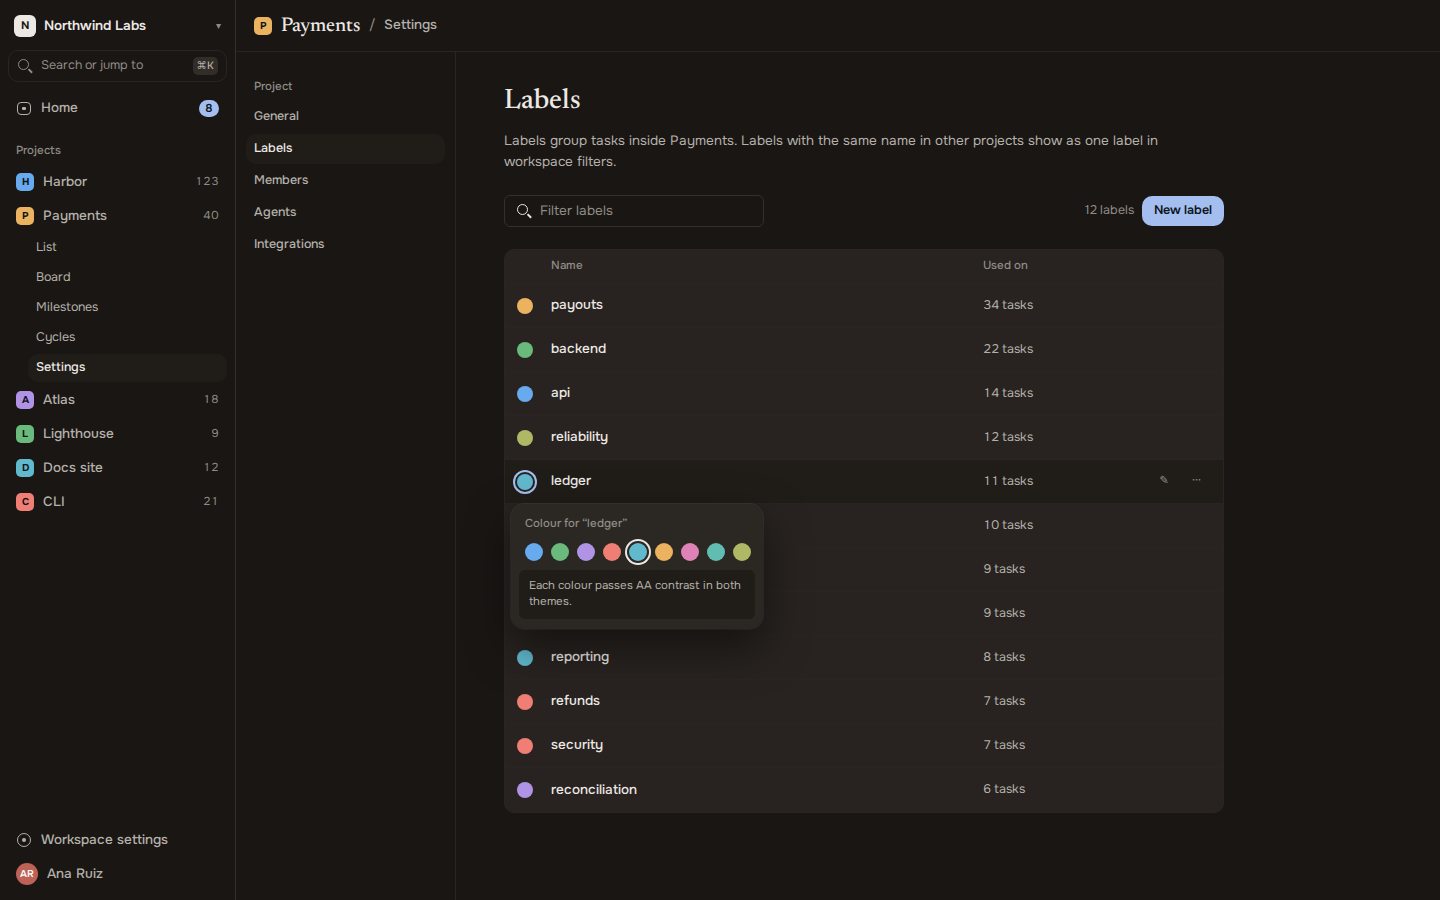 N Northwind Labs
Search or jump to ⌘K
Home 8
Projects
H Harbor 123
P Payments 40
List
Board
Milestones
Cycles
Settings
A Atlas 18
L Lighthouse 9
D Docs site 12
C CLI 21
Workspace settings
AR Ana Ruiz
P Payments / Settings
Project
General
Labels
Members
Agents
Integrations
Labels
Labels group tasks inside Payments. Labels with the same name in other projects show as one label in
workspace filters.
Filter labels
12 labels New label
Name Used on
payouts 34 tasks
backend 22 tasks
api 14 tasks
reliability 12 tasks
ledger 11 tasks
10 tasks
9 tasks
9 tasks
Colour for “ledger”
Each colour passes AA contrast in both
themes.
reporting 8 tasks
refunds 7 tasks
security 7 tasks
reconciliation 6 tasks